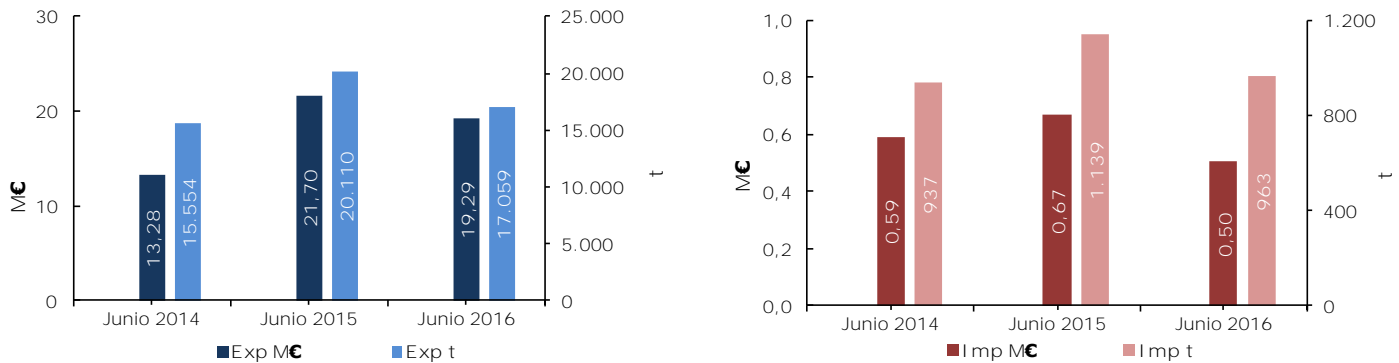 30
20
10
0
M€
13,28
15.554
21,70
20.110
19,29
17.059
25.000
20.000
15.000
10.000
5.000
0
t
Junio 2014
Junio 2015
Junio 2016
Exp M€
Exp t
1,0
0,8
0,6
0,4
0,2
0,0
M€
0,59
937
0,67
1.139
0,50
963
1.200
800
400
0
t
Junio 2014
Junio 2015
Junio 2016
Imp M€
Imp t